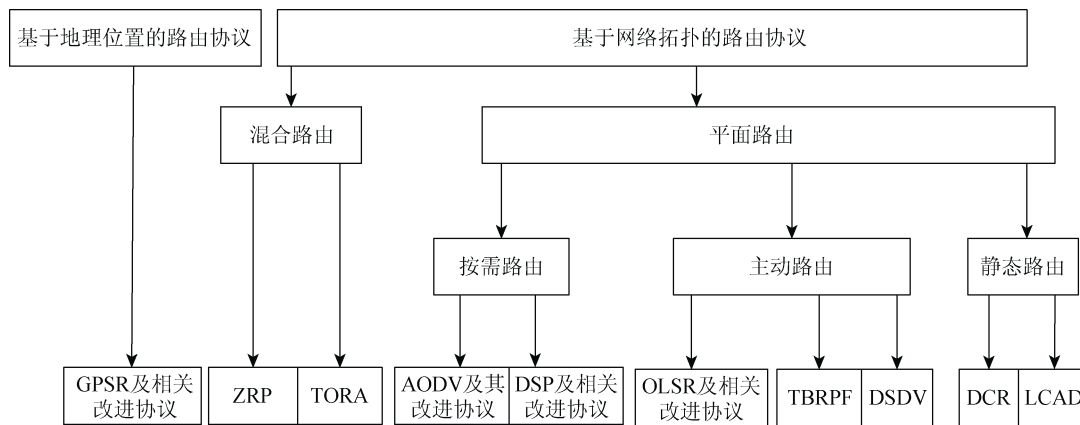 基于地理位置的路由协议
基于网络拓扑的路由协议
混合路由
平面路由
按需路由
主动路由
静态路由
GPSR及相关
改进协议
ZRP
TORA
AODV及其
改进协议
DSP及相关
改进协议
OLSR及相关
改进协议
TBRPF
DSDV
DCR
LCAD